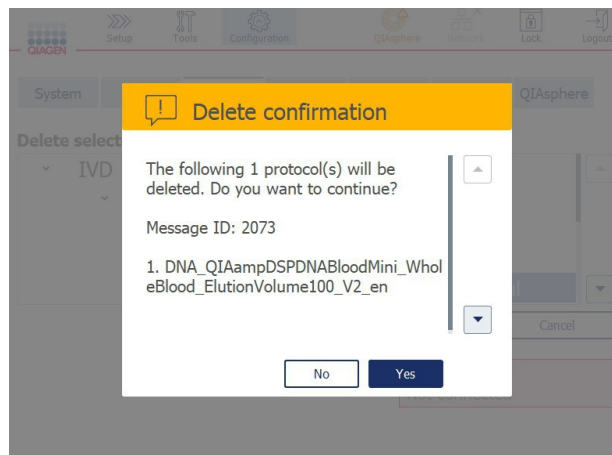 QIAGEN
Setup
Tools
Configuration
QIAsphere
Network
Lock
Logout
System
QIAsphere
Delete select
IVD
Delete confirmation
The following 1 protocol(s) will be
deleted. Do you want to continue?
Message ID: 2073
1. DNA_QIAampDSPDNABloodMini_Whol
eBlood_ElutionVolume100_V2_en
Cancel
No
Yes
Not connected